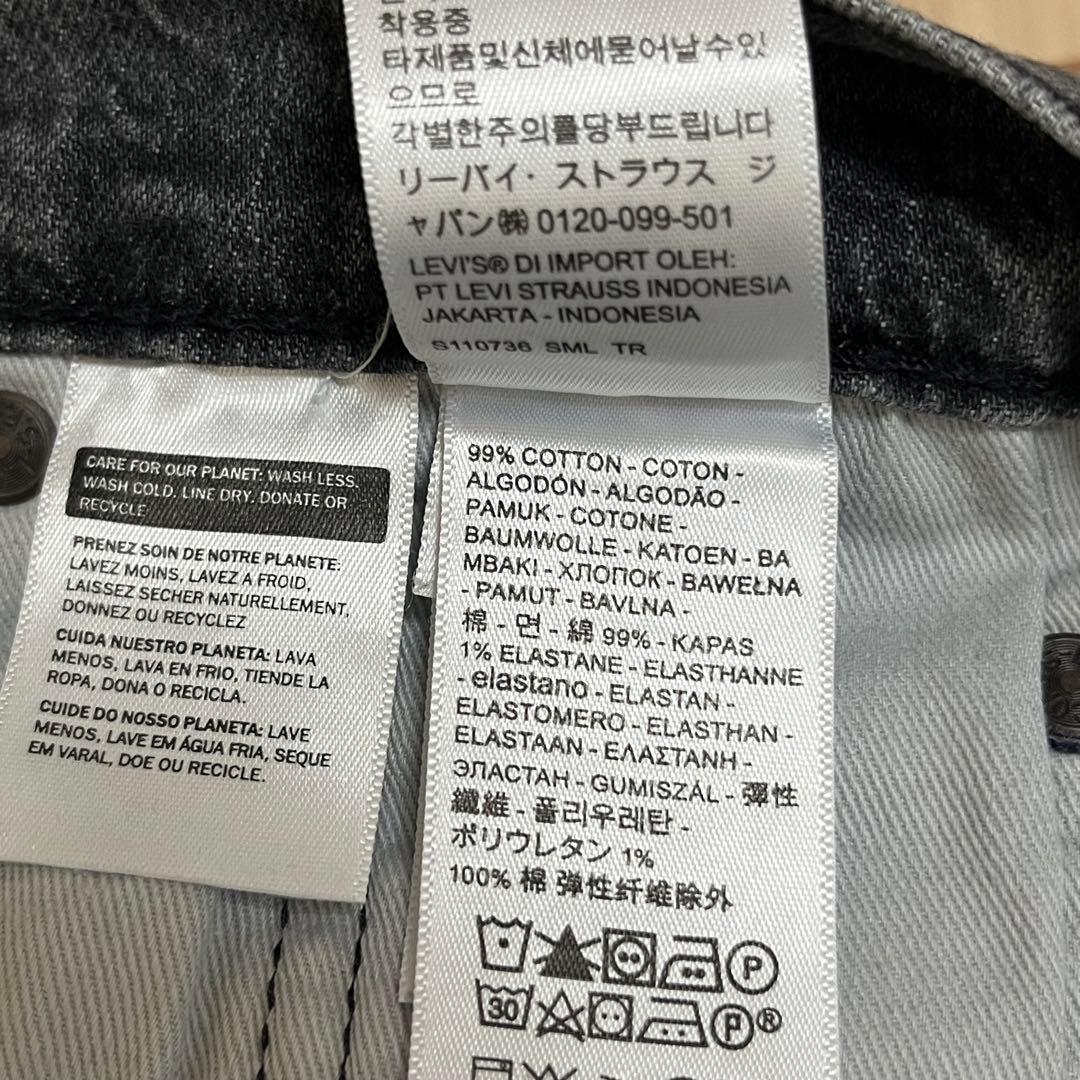 着用중
타제품및신체에묻어날수있
으므로
각별한주의를당부드립니다
リーバイ・ストラウス ジ
ャパン㈱ 0120-099-501
LEVI'S® DI IMPORT OLEH:
PT LEVI STRAUSS INDONESIA
JAKARTA - INDONESIA
S110736 SML TR
CARE FOR OUR PLANET: WASH LESS,
WASH COLD, LINE DRY, DONATE OR
RECYCLE
PRENEZ SOIN DE NOTRE PLANETE:
LAVEZ MOINS, LAVEZ A FROID,
LAISSEZ SECHER NATURELLEMENT,
DONNEZ OU RECYCLEZ
CUIDA NUESTRO PLANETA: LAVA
MENOS, LAVA EN FRIO, TIENDE LA
ROPA, DONA O RECICLA.
CUIDE DO NOSSO PLANETA: LAVE
MENOS, LAVE EM ÁGUA FRIA, SEQUE
EM VARAL, DOE OU RECICLE.
99% COTTON - COTON -
ALGODÓN - ALGODÃO -
PAMUK - COTONE -
BAUMWOLLE - KATOEN - BA
MBAKI - ХЛОПОК - BAWEŁNA
- PAMUT - BAVLNA -
棉 - 면 - 綿 99% - KAPAS
1% ELASTANE - ELASTHANNE
- elastano - ELASTAN -
ELASTOMERO - ELASTHAN -
ELASTAAN - ΕΛΑΣΤΑΝΗ -
ЭЛАСТАН - GUMISZÁL - 彈性
纖維 - 폴리우레탄 -
ポリウレタン 1%
100% 棉 弹性纤维除外
P
30 P®